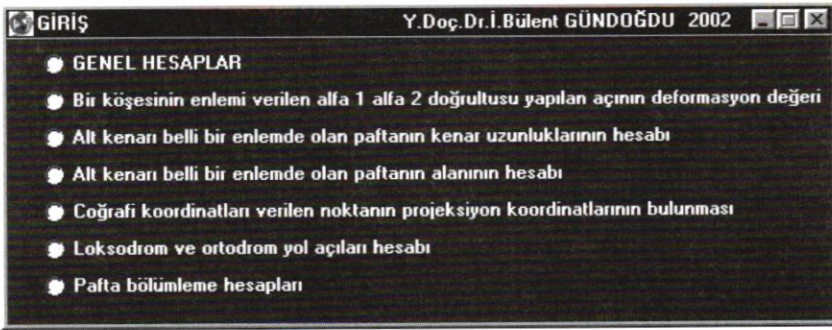 GİRİŞ Y.Doç.Dr.İ.Bülent GÜNDOĞDU 2002
GENEL HESAPLAR
Bir köşesinin enlemi verilen alfa 1 alfa 2 doğrultusu yapılan açının deformasyon değeri
Alt kenarı belli bir enlemde olan paftanın kenar uzunluklarının hesabı
Alt kenarı belli bir enlemde olan paftanın alanının hesabı
Coğrafi koordinatları verilen noktanın projeksiyon koordinatlarının bulunması
Loksodrom ve ortodrom yol açıları hesabı
Pafta bölümleme hesapları